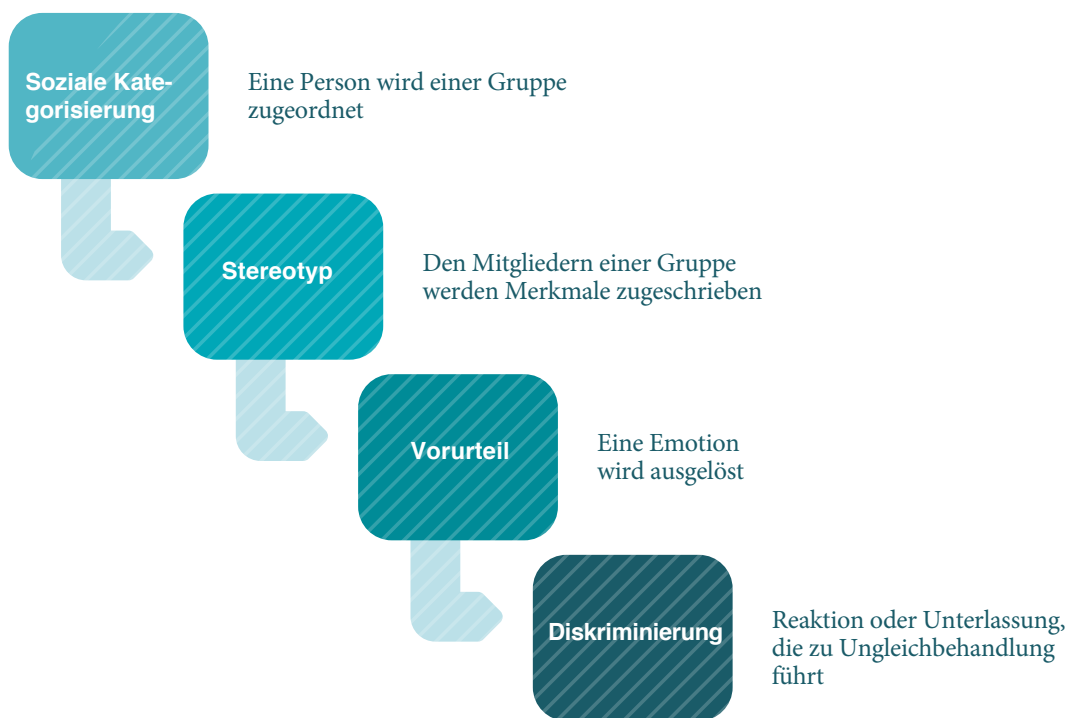 Soziale Kate-
gorisierung
Eine Person wird einer Gruppe
zugeordnet
Stereotyp
Den Mitgliedern einer Gruppe
werden Merkmale zugeschrieben
Vorurteil
Eine Emotion
wird ausgelöst
Diskriminierung
Reaktion oder Unterlassung,
die zu Ungleichbehandlung
führt